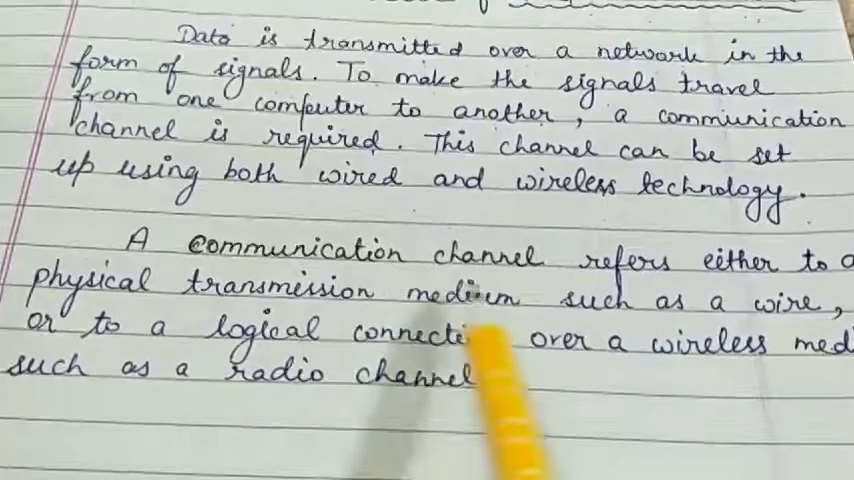 Data is transmitted over a network in the
form of signals. To make the signals travel
from one computer to another, a communication
channel is required. This channel can be set
up using both wired and wireless technology.
A communication channel refers either to a
physical transmission medium such as a wire,
or to a logical connecti over a wireless med
such as a radio channel